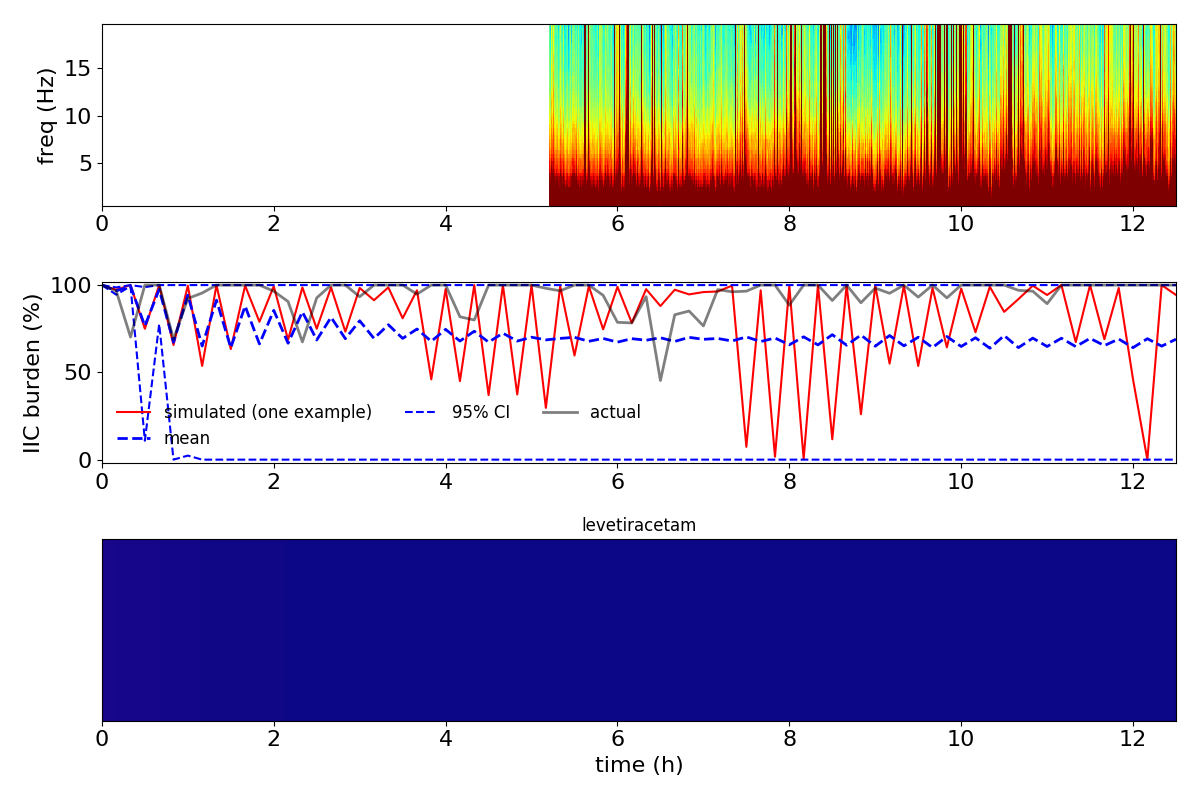 15
10
5
freq (Hz)
0 2 4 6 8 10 12
100
50
0
IIC burden (%)
simulated (one example) 95% CI actual
mean
0 2 4 6 8 10 12
levetiracetam
0 2 4 6 8 10 12
time (h)